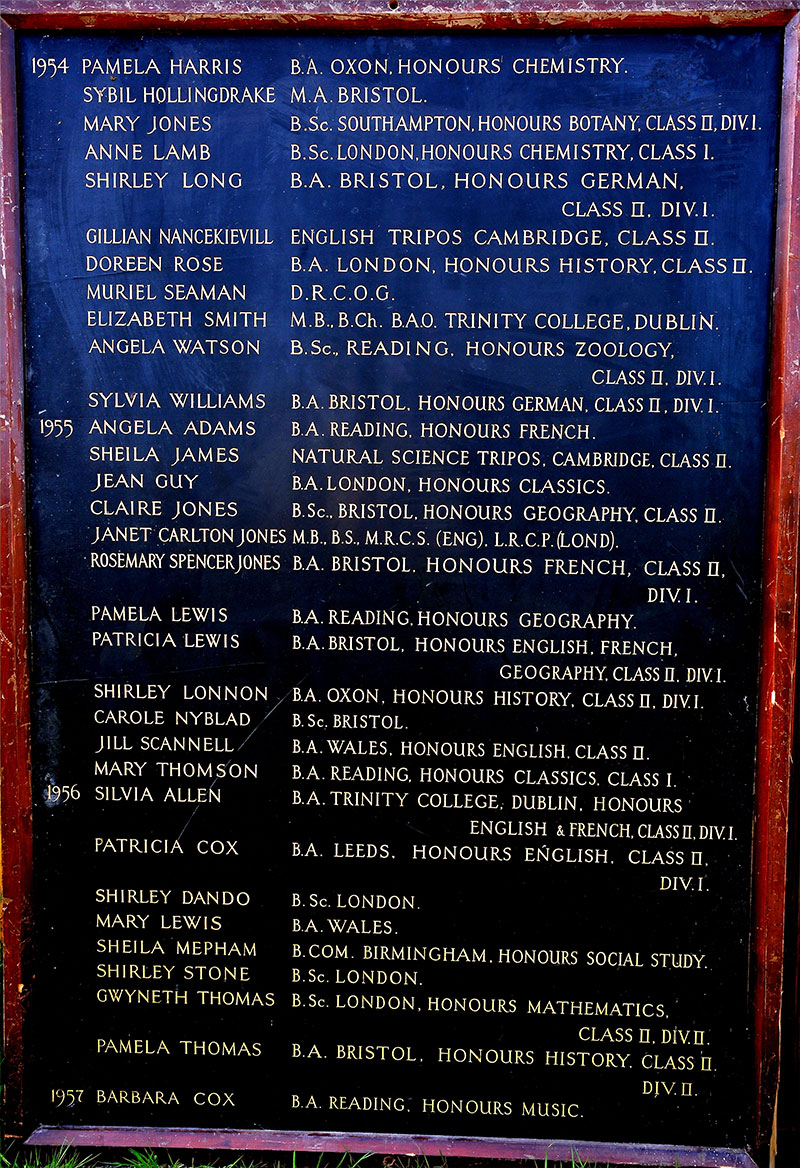 1954 PAMELA HARRIS B.A. OXON, HONOURS CHEMISTRY.
SYBIL HOLLINGDRAKE M.A. BRISTOL.
MARY JONES B.Sc. SOUTHAMPTON, HONOURS BOTANY, CLASS II, DIV. I.
ANNE LAMB B.Sc. LONDON, HONOURS CHEMISTRY, CLASS I.
SHIRLEY LONG B.A. BRISTOL, HONOURS GERMAN,
CLASS II, DIV. I.
GILLIAN NANCEKIEVILL ENGLISH TRIPOS CAMBRIDGE, CLASS II.
DOREEN ROSE B.A. LONDON, HONOURS HISTORY, CLASS II.
MURIEL SEAMAN D.R.C.O.G.
ELIZABETH SMITH M.B., B.Ch. B.A.O. TRINITY COLLEGE, DUBLIN.
ANGELA WATSON B.Sc., READING. HONOURS ZOOLOGY,
CLASS II, DIV. I.
SYLVIA WILLIAMS B.A. BRISTOL, HONOURS GERMAN, CLASS II, DIV. I.
1955 ANGELA ADAMS B.A. READING, HONOURS FRENCH.
SHEILA JAMES NATURAL SCIENCE TRIPOS, CAMBRIDGE, CLASS II.
JEAN GUY B.A. LONDON, HONOURS CLASSICS.
CLAIRE JONES B.Sc., BRISTOL, HONOURS GEOGRAPHY, CLASS II.
JANET CARLTON JONES M.B., B.S., M.R.C.S. (ENG). L.R.C.P. (LOND).
ROSEMARY SPENCER JONES B.A. BRISTOL. HONOURS FRENCH, CLASS II,
DIV. I.
PAMELA LEWIS B.A. READING, HONOURS GEOGRAPHY.
PATRICIA LEWIS B.A. BRISTOL, HONOURS ENGLISH, FRENCH,
GEOGRAPHY, CLASS II, DIV. I.
SHIRLEY LONNON B.A. OXON, HONOURS HISTORY, CLASS II, DIV. I.
CAROLE NYBLAD B.Sc. BRISTOL.
JILL SCANNELL B.A. WALES, HONOURS ENGLISH, CLASS II.
MARY THOMSON B.A. READING, HONOURS CLASSICS, CLASS I.
1956 SILVIA ALLEN B.A. TRINITY COLLEGE, DUBLIN, HONOURS
ENGLISH & FRENCH, CLASS II, DIV. I.
PATRICIA COX B.A. LEEDS, HONOURS ENGLISH, CLASS II,
DIV. I.
SHIRLEY DANDO B.Sc. LONDON.
MARY LEWIS B.A. WALES.
SHEILA MEPHAM B.COM. BIRMINGHAM, HONOURS SOCIAL STUDY.
SHIRLEY STONE B.Sc. LONDON.
GWYNETH THOMAS B.Sc. LONDON, HONOURS MATHEMATICS,
CLASS II, DIV. II.
PAMELA THOMAS B.A. BRISTOL, HONOURS HISTORY, CLASS II
DIV. II.
1957 BARBARA COX B.A. READING, HONOURS MUSIC.